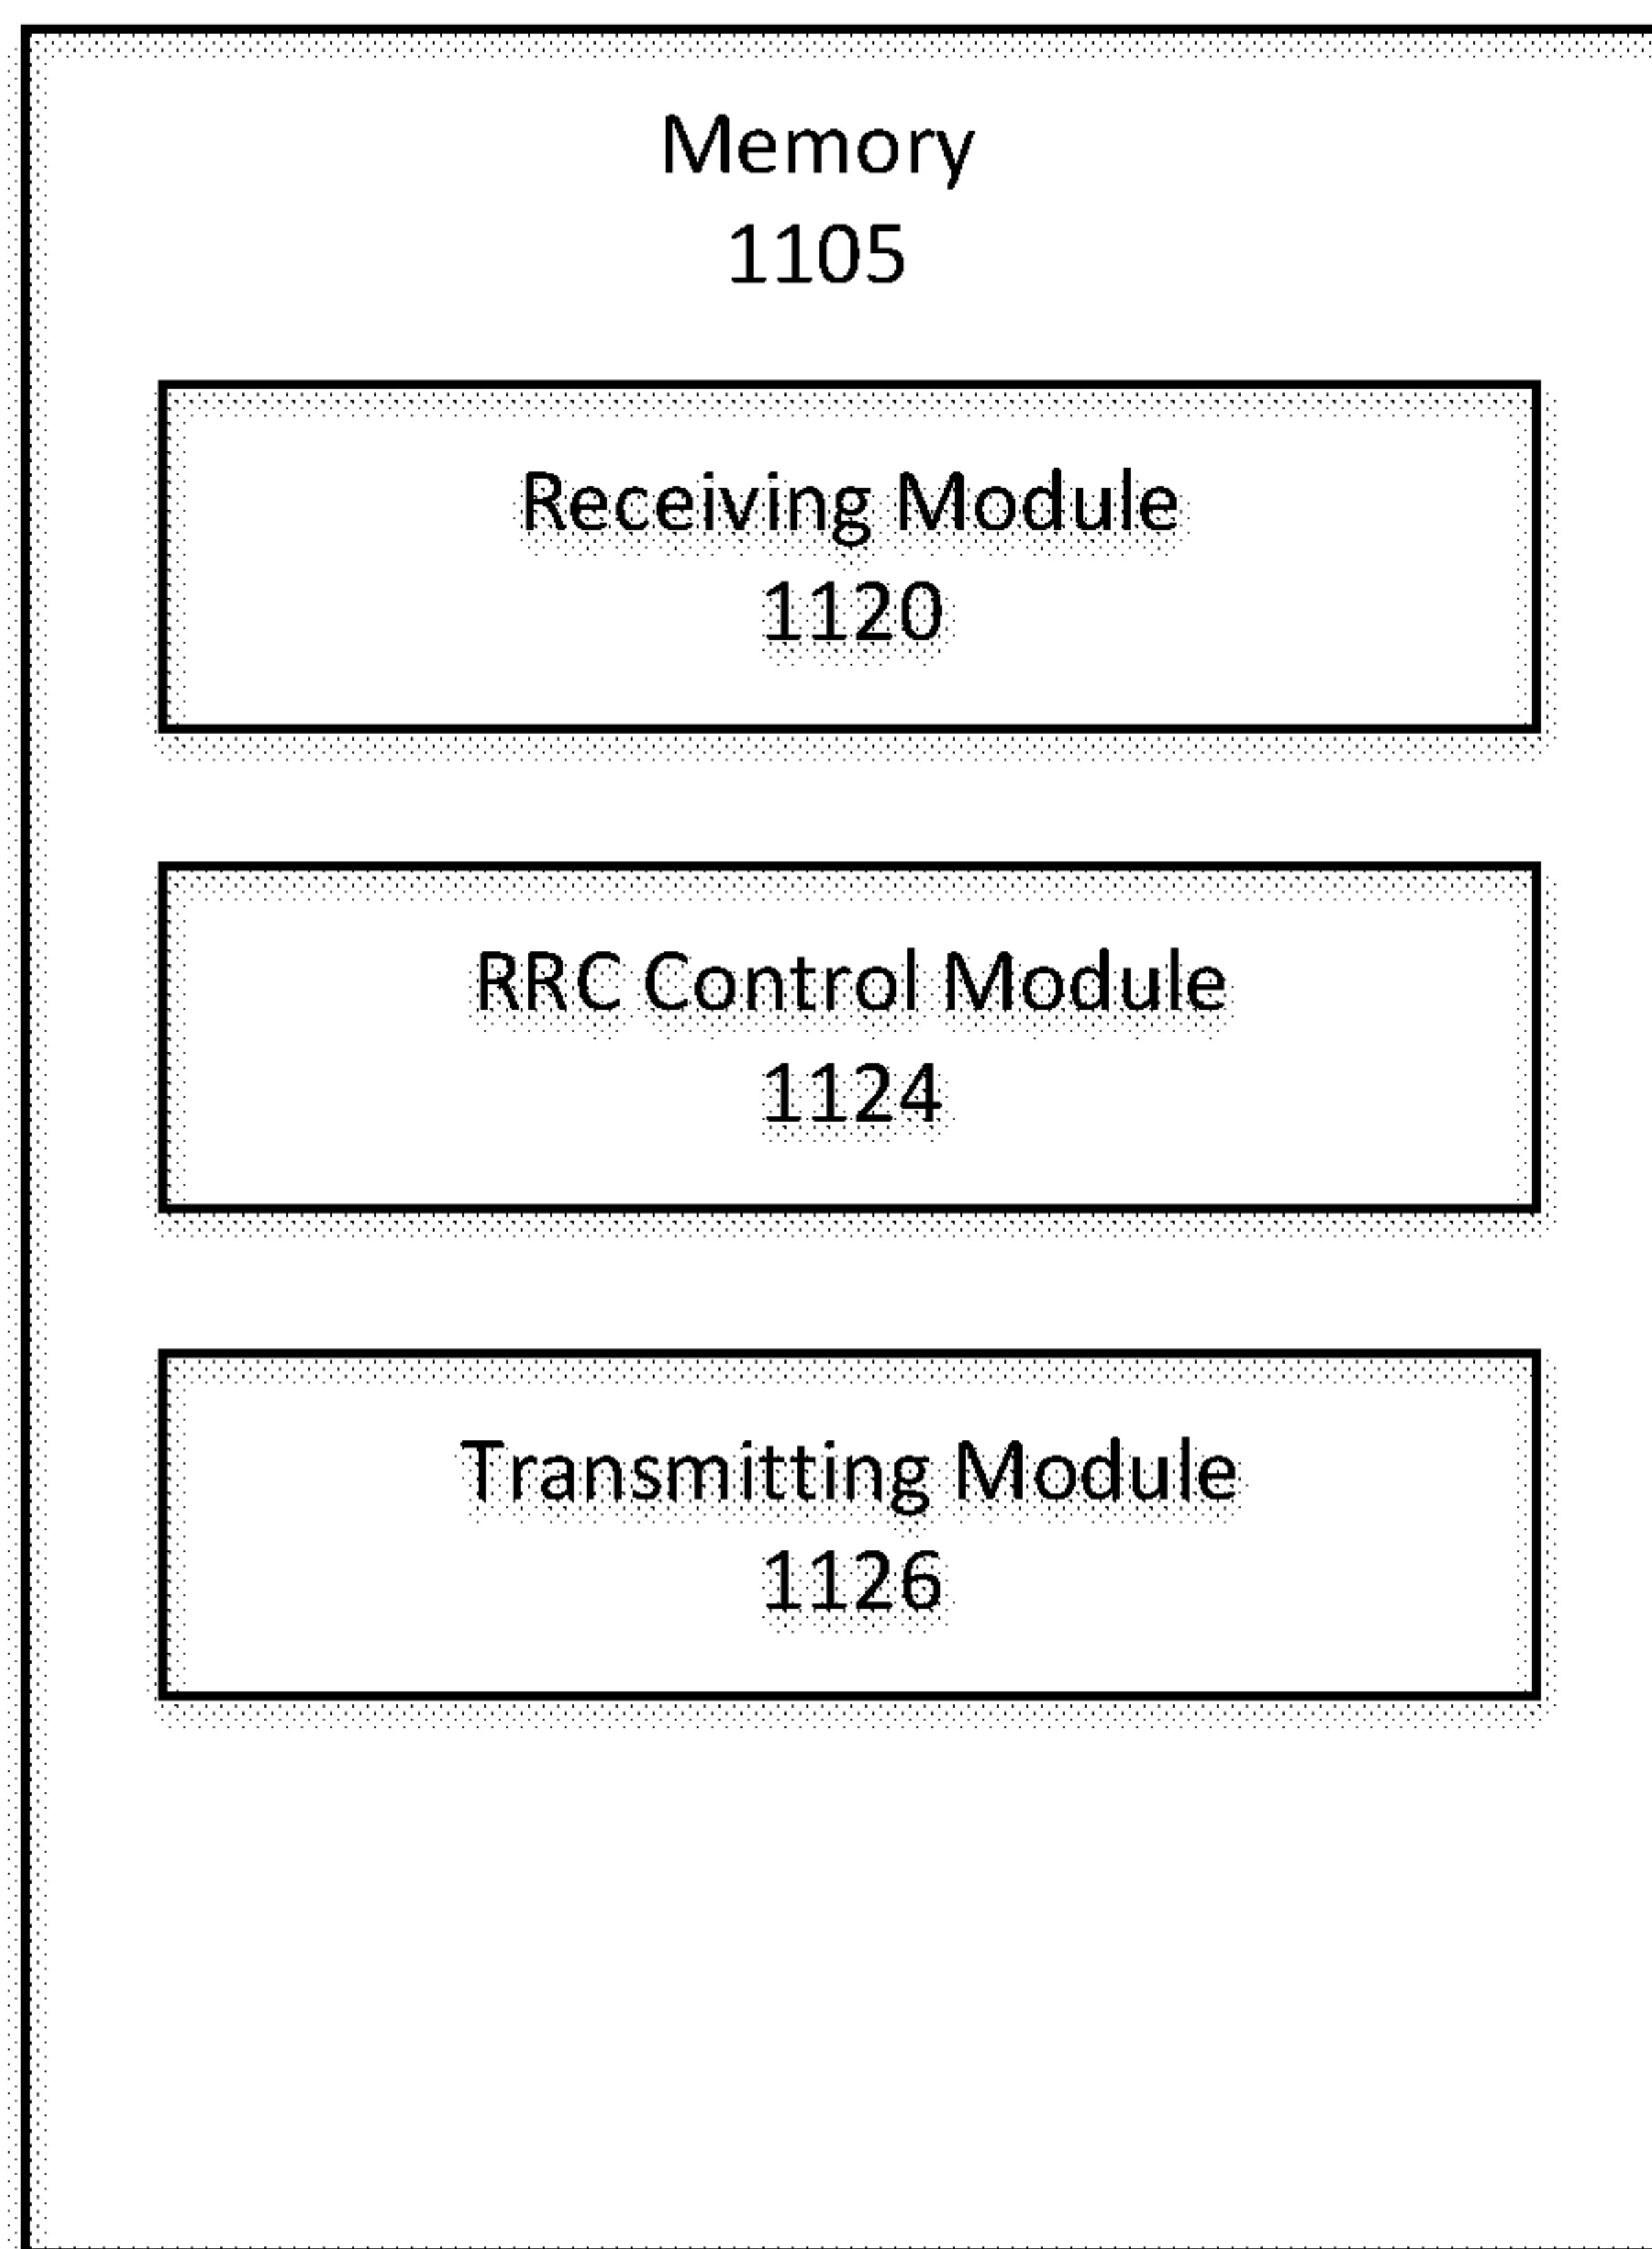 Memory
1105
Receiving Module
1120
RRC Control Module
1124
Transmitting Module
1126